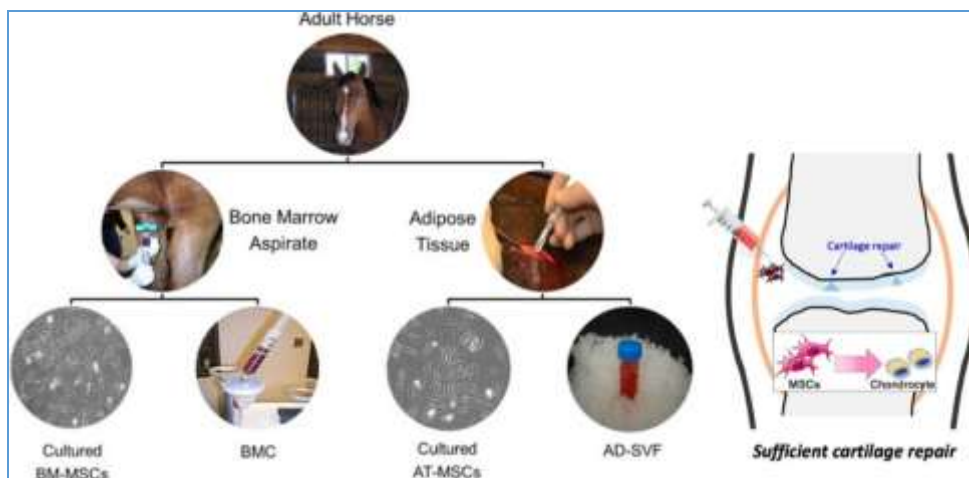 Adult Horse
Bone Marrow
Aspirate
Adipose
Tissue
Cultured
BM-MSCs
BMC
Cultured
AT-MSCs
AD-SVF
Cartilage repair
MSCs
Chondrocyte
Sufficient cartilage repair